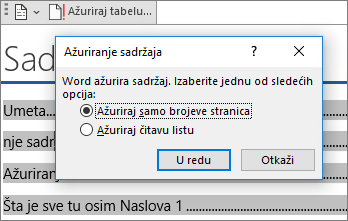 Ažuriraj tabelu...
Sad
Ažuriranje sadržaja
?
Word ažurira sadržaj. Izaberite jednu od sledećih
opcija:
Ažuriraj samo brojeve stranica
Ažuriraj čitavu listu
U redu
Otkaži
Umeta
nje sadr
Ažuriranj
Šta je sve tu osim Naslova 1